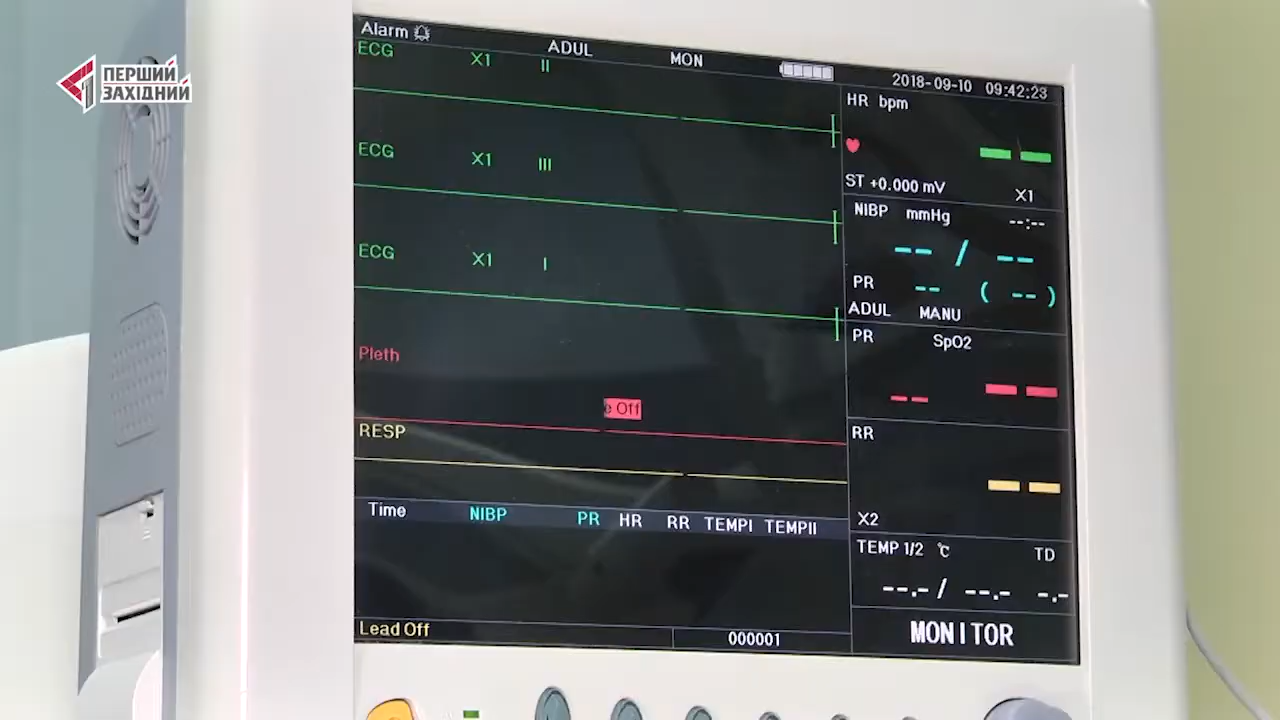 ПЕРШИЙ
ЗАХІДНИЙ
Alarm ADUL MON 2018-09-10 09:42:23
ECG X1 II
ECG X1 III
ECG X1 I
Pleth
e Off
RESP
Time NIBP PR HR RR TEMPI TEMPII
Lead Off 000001
HR bpm
-- --
ST +0.000 mV X1
NIBP mmHg --:--
-- / --
PR -- ( -- )
ADUL MANU
PR SpO2
-- --
RR
--
X2
TEMP 1/2 ℃ TD
--.- / --.- -.-
MONITOR